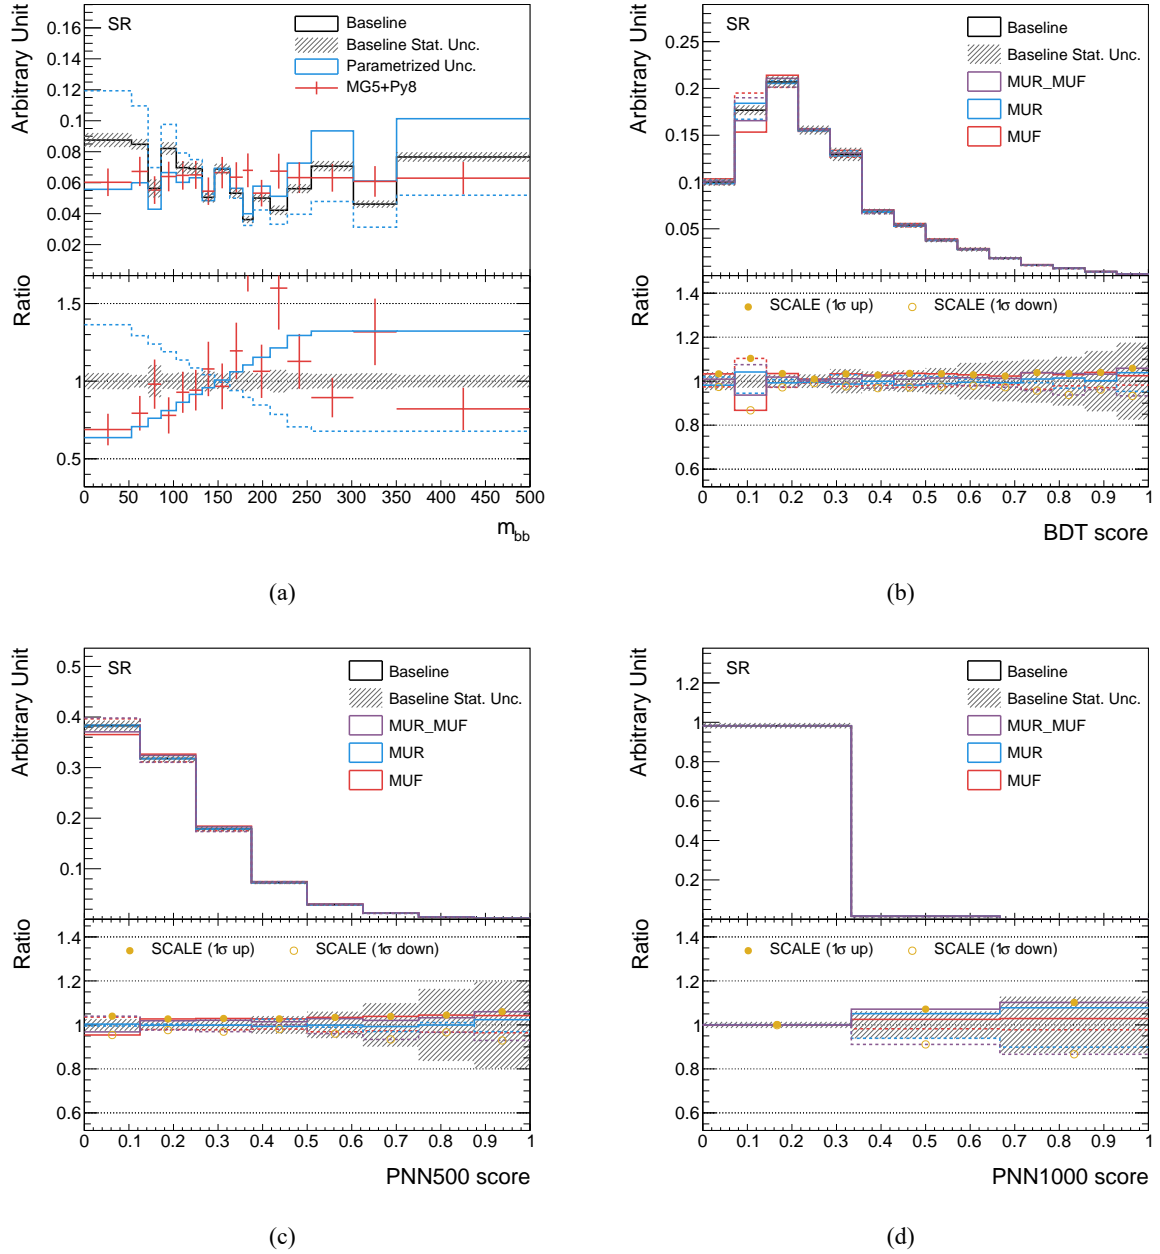 Arbitrary Unit
0.16
0.14
0.12
0.1
0.08
0.06
0.04
0.02
SR
Baseline
Baseline Stat. Unc.
Parametrized Unc.
MG5+Py8
Ratio
1.5
1
0.5
0 50 100 150 200 250 300 350 400 450 500
m_bb
(a)
Arbitrary Unit
0.25
0.2
0.15
0.1
0.05
SR
Baseline
Baseline Stat. Unc.
MUR_MUF
MUR
MUF
Ratio
1.4
1.2
1
0.8
0.6
SCALE (1σ up) SCALE (1σ down)
0 0.1 0.2 0.3 0.4 0.5 0.6 0.7 0.8 0.9 1
BDT score
(b)
Arbitrary Unit
0.5
0.4
0.3
0.2
0.1
SR
Baseline
Baseline Stat. Unc.
MUR_MUF
MUR
MUF
Ratio
1.4
1.2
1
0.8
0.6
SCALE (1σ up) SCALE (1σ down)
0 0.1 0.2 0.3 0.4 0.5 0.6 0.7 0.8 0.9 1
PNN500 score
(c)
Arbitrary Unit
1.2
1
0.8
0.6
0.4
0.2
SR
Baseline
Baseline Stat. Unc.
MUR_MUF
MUR
MUF
Ratio
1.4
1.2
1
0.8
0.6
SCALE (1σ up) SCALE (1σ down)
0 0.1 0.2 0.3 0.4 0.5 0.6 0.7 0.8 0.9 1
PNN1000 score
(d)